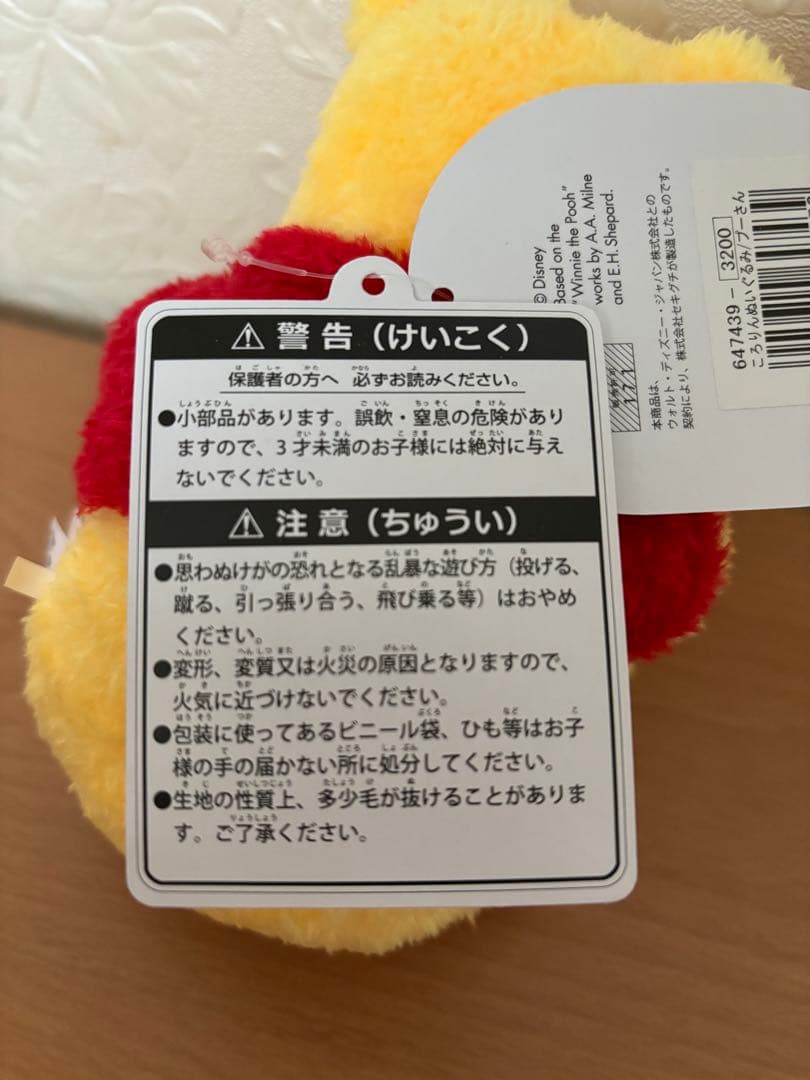 警告（けいこく）
保護者の方へ 必ずお読みください。
●小部品があります。誤飲・窒息の危険があり
ますので、3才未満のお子様には絶対に与え
ないでください。
注意（ちゅうい）
●思わぬけがの恐れとなる乱暴な遊び方（投げる、
蹴る、引っ張り合う、飛び乗る等）はおやめ
ください。
●変形、変質又は火災の原因となりますので、
火気に近づけないでください。
●包装に使ってあるビニール袋、ひも等はお子
様の手の届かない所に処分してください。
●生地の性質上、多少毛が抜けることがありま
す。ご了承ください。
© Disney
Based on the
"Winnie the Pooh"
works by A.A. Milne
and E.H. Shepard.
171
本商品は、
ウォルト・ディズニー・ジャパン株式会社との
契約により、株式会社セキグチが製造したものです。
647439- 3200
ころりんぬいぐるみ/プーさん